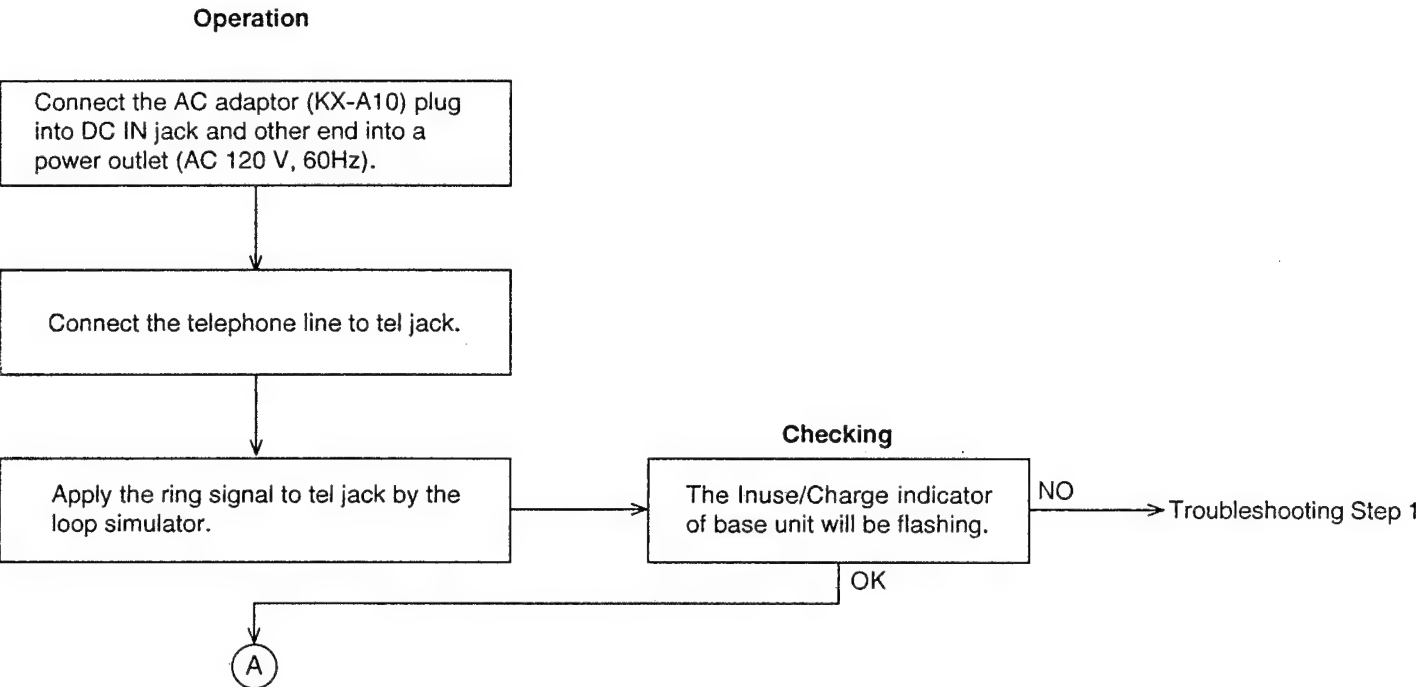 Operation
Connect the AC adaptor (KX-A10) plug
into DC IN jack and other end into a
power outlet (AC 120 V, 60Hz).
Connect the telephone line to tel jack.
Checking
Apply the ring signal to tel jack by the
loop simulator.
The Inuse/Charge indicator
of base unit will be flashing.
NO
Troubleshooting Step 1
OK
A